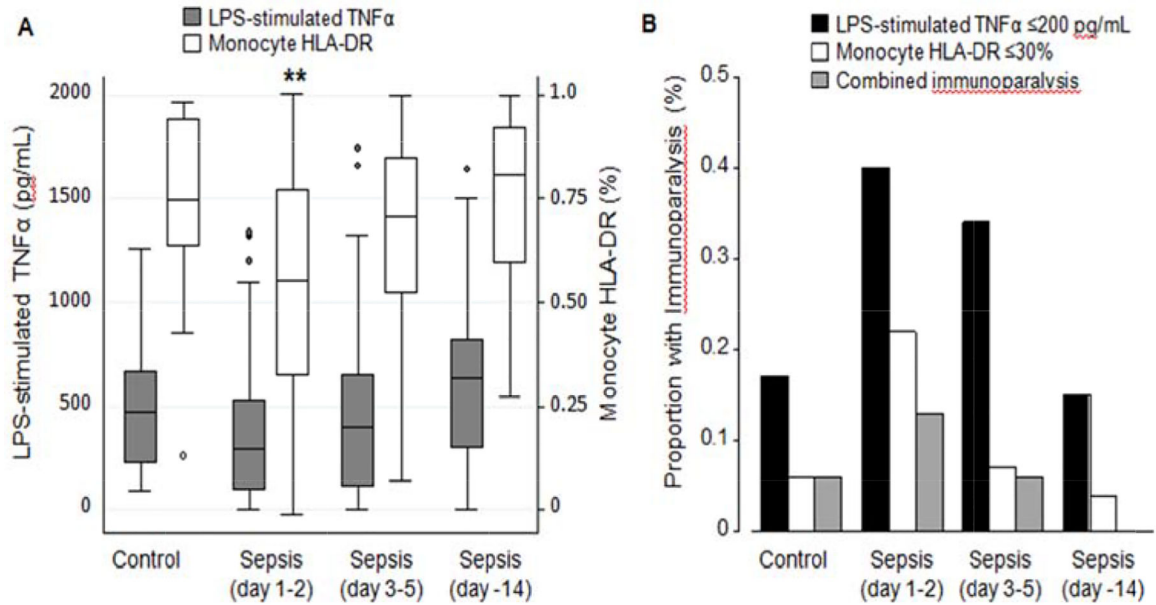 A
LPS-stimulated TNFα
Monocyte HLA-DR
**
2000
1500
1000
500
0
LPS-stimulated TNFα (pg/mL)
1.0
0.75
0.50
0.25
0
Monocyte HLA-DR (%)
Control
Sepsis
(day 1-2)
Sepsis
(day 3-5)
Sepsis
(day -14)
B
LPS-stimulated TNFα ≤200 pg/mL
Monocyte HLA-DR ≤30%
Combined immunoparalysis
0.5
0.4
0.3
0.2
0.1
0
Proportion with Immunoparalysis (%)
Control
Sepsis
(day 1-2)
Sepsis
(day 3-5)
Sepsis
(day -14)